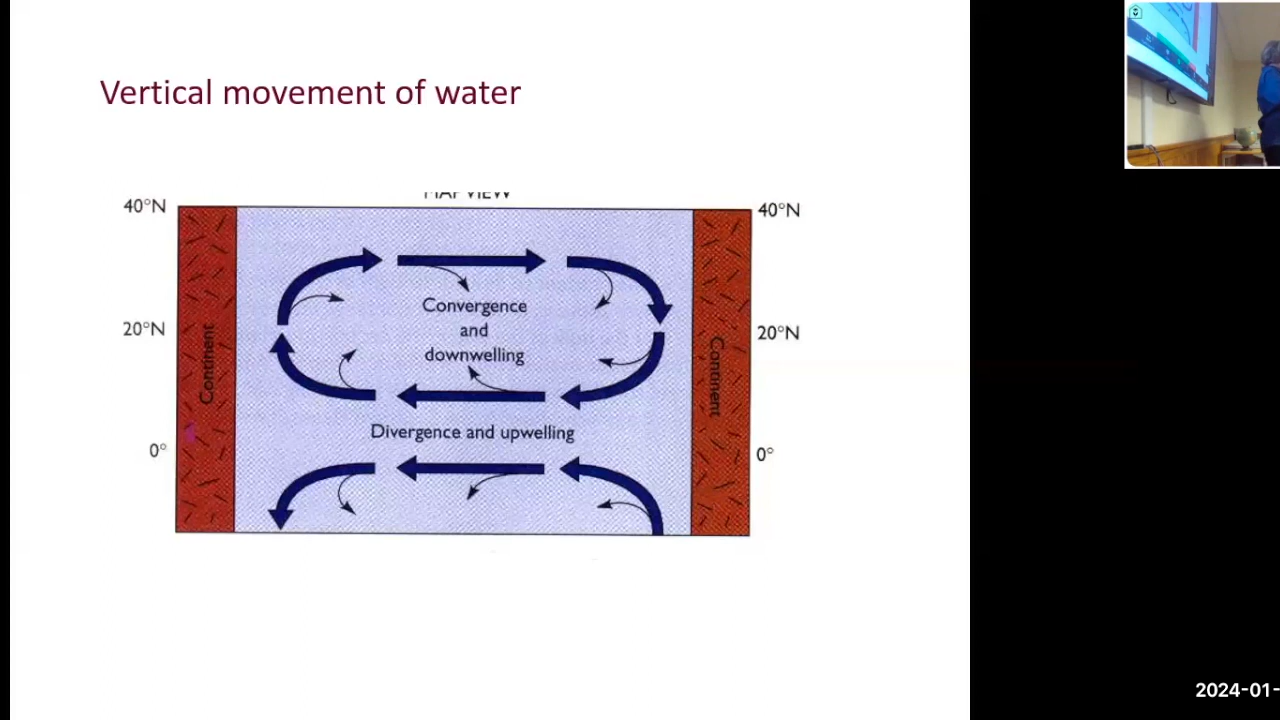 Vertical movement of water
MAP VIEW
40°N
40°N
Convergence
and
downwelling
20°N
20°N
Continent
Continent
Divergence and upwelling
0°
0°
2024-01-